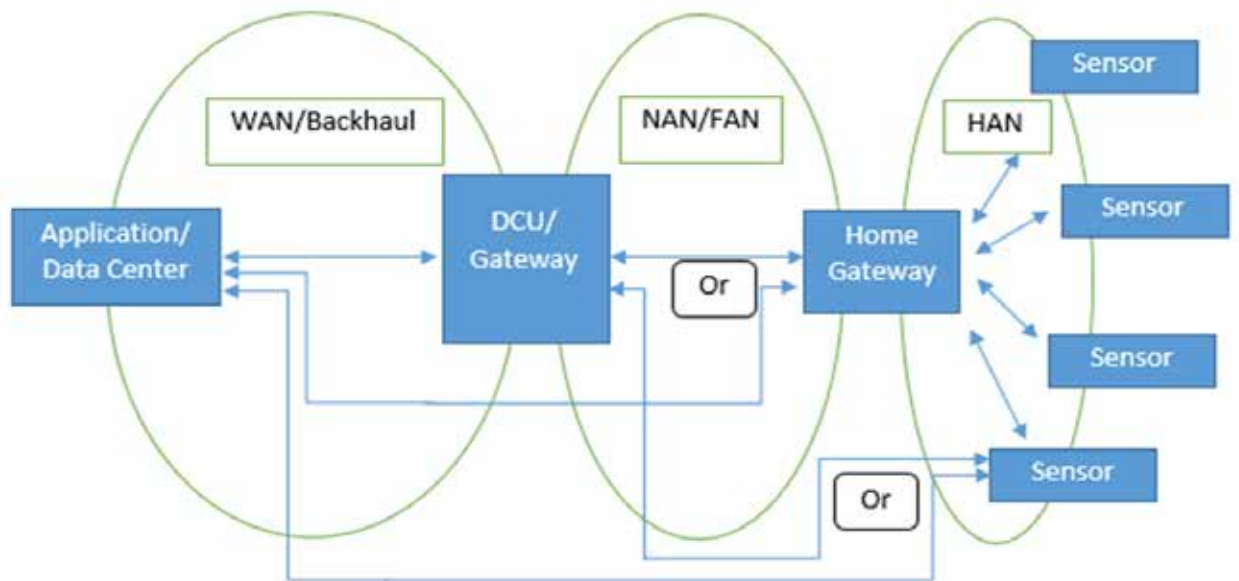 WAN/Backhaul
NAN/FAN
HAN
Sensor
Application/
Data Center
DCU/
Gateway
Home
Gateway
Sensor
Or
Sensor
Sensor
Or